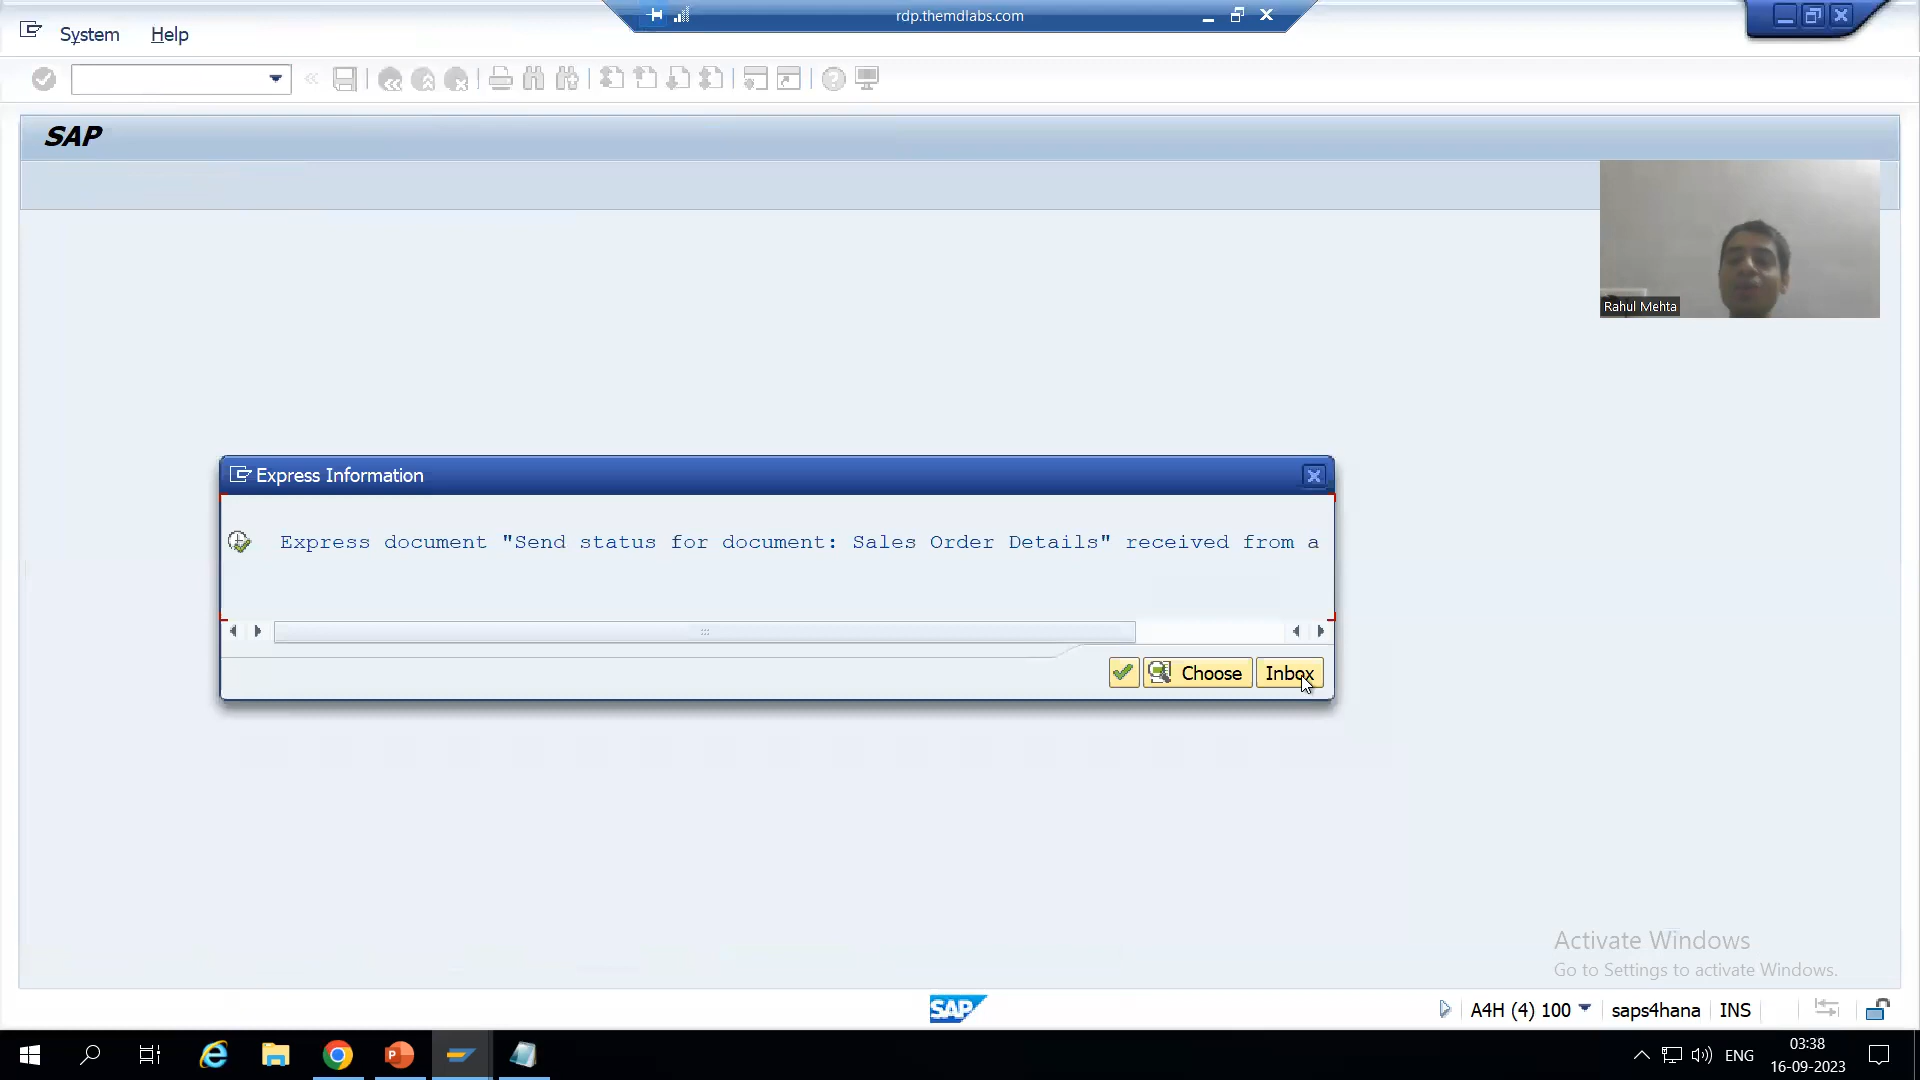 rdp.themdlabs.com
System Help
SAP
Rahul Mehta
Express Information
Express document "Send status for document: Sales Order Details" received from a
Choose
Inbox
Activate Windows
Go to Settings to activate Windows.
SAP
A4H (4) 100
saps4hana
INS
ENG
03:38
16-09-2023